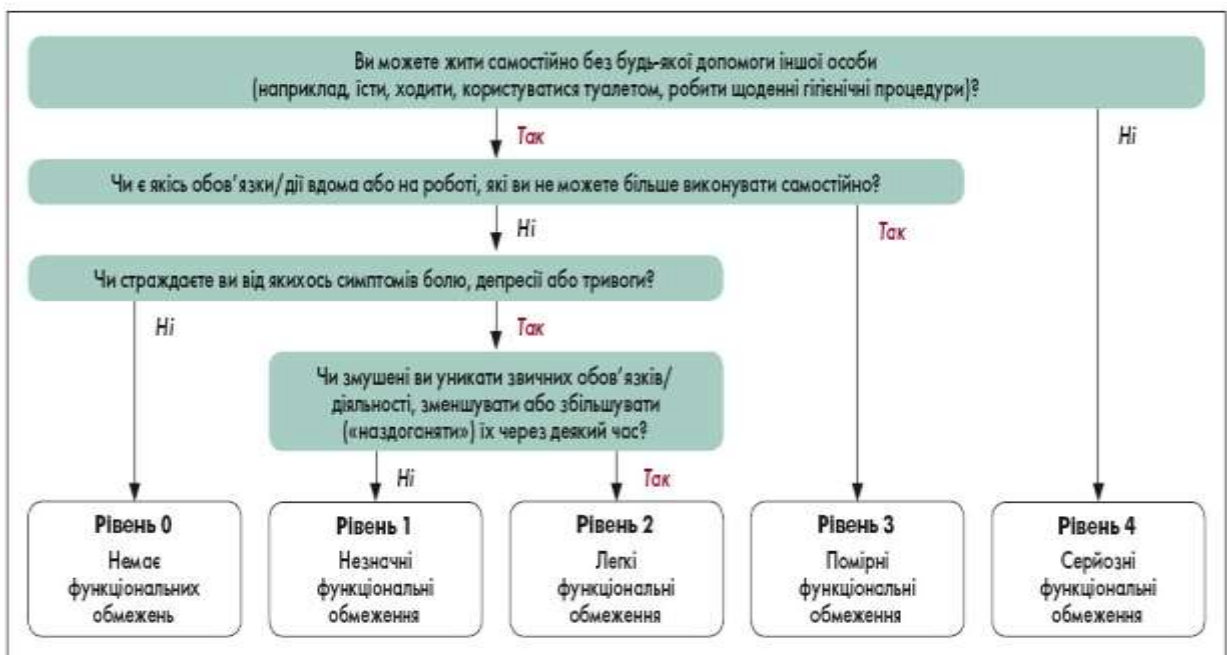 Ви можете жити самостійно без будь-якої допомоги іншої особи
(наприклад, їсти, ходити, користуватися туалетом, робити щоденні гігієнічні процедури)?
Так
Ні
Чи є якісь обов’язки/дії вдома або на роботі, які ви не можете більше виконувати самостійно?
Ні
Так
Чи страждаєте ви від якихось симптомів болю, депресії або тривоги?
Ні
Так
Чи змушені ви уникати звичних обов’язків/
діяльності, зменшувати або збільшувати
(«наздоганяти») їх через деякий час?
Ні
Так
Рівень 0
Немає
функціональних
обмежень
Рівень 1
Незначні
функціональні
обмеження
Рівень 2
Легкі
функціональні
обмеження
Рівень 3
Помірні
функціональні
обмеження
Рівень 4
Серйозні
функціональні
обмеження